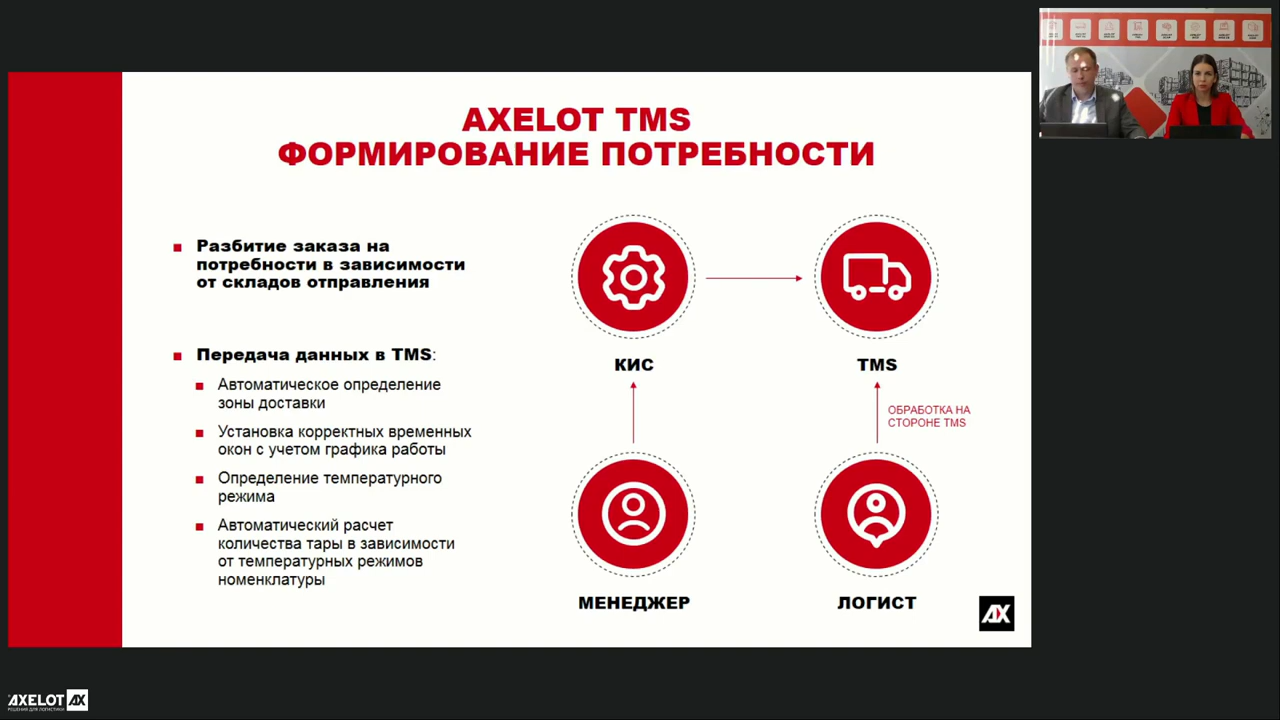 AXELOT TMS
ФОРМИРОВАНИЕ ПОТРЕБНОСТИ
Разбитие заказа на
потребности в зависимости
от складов отправления
Передача данных в TMS:
Автоматическое определение
зоны доставки
Установка корректных временных
окон с учетом графика работы
Определение температурного
режима
Автоматический расчет
количества тары в зависимости
от температурных режимов
номенклатуры
КИС
TMS
ОБРАБОТКА НА
СТОРОНЕ TMS
МЕНЕДЖЕР
ЛОГИСТ
AX
AXELOT AX
РЕШЕНИЯ ДЛЯ ЛОГИСТИКИ